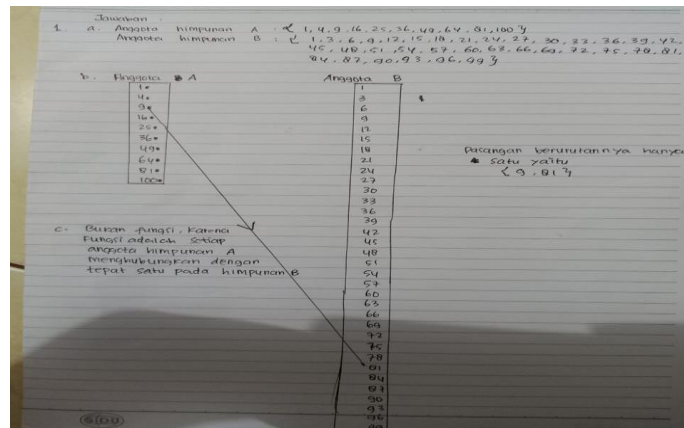 Jawaban :
1. a. Anggota himpunan A : { 1, 4, 9, 16, 25, 36, 49, 64, 81, 100 }
Anggota himpunan B : { 1, 3, 6, 9, 12, 15, 18, 21, 24, 27, 30, 33, 36, 39, 42,
45, 48, 51, 54, 57, 60, 63, 66, 69, 72, 75, 78, 81,
84, 87, 90, 93, 96, 99 }
b. Anggota A
1
4
9
16
25
36
49
64
81
100
Anggota B
1
3
6
9
12
15
18
21
24
27
30
33
36
39
42
45
48
51
54
57
60
63
66
69
72
75
78
81
84
87
90
93
96
99
Pasangan berurutannya hanya
satu yaitu
{ 9, 81 }
c. Bukan fungsi, karena
Fungsi adalah setiap
anggota himpunan A
menghubungkan dengan
tepat satu pada himpunan B
SIDU